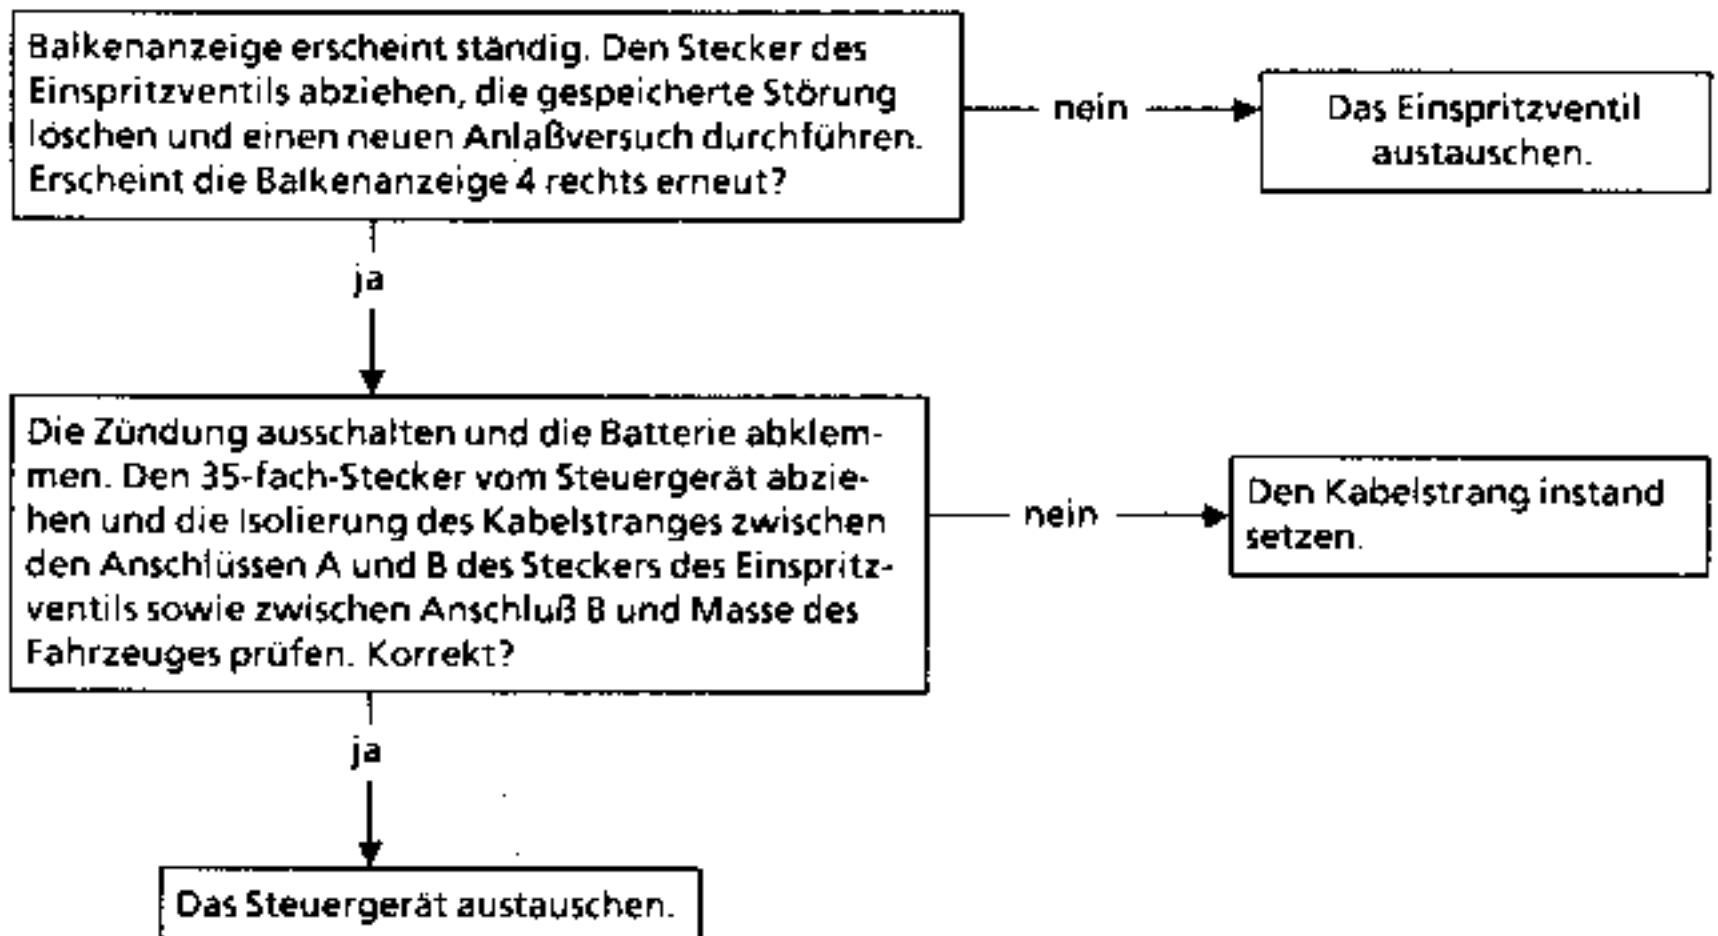 Balkenanzeige erscheint ständig. Den Stecker des
Einspritzventils abziehen, die gespeicherte Störung
löschen und einen neuen Anlaßversuch durchführen.
Erscheint die Balkenanzeige 4 rechts erneut?
nein
Das Einspritzventil
austauschen.
ja
Die Zündung ausschalten und die Batterie abklem-
men. Den 35-fach-Stecker vom Steuergerät abzie-
hen und die Isolierung des Kabelstranges zwischen
den Anschlüssen A und B des Steckers des Einspritz-
ventils sowie zwischen Anschluß B und Masse des
Fahrzeuges prüfen. Korrekt?
nein
Den Kabelstrang instand
setzen.
ja
Das Steuergerät austauschen.